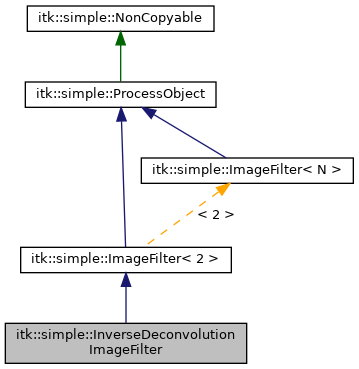 itk::simple::NonCopyable
itk::simple::ProcessObject
itk::simple::ImageFilter< N >
< 2 >
itk::simple::ImageFilter< 2 >
itk::simple::InverseDeconvolution
ImageFilter